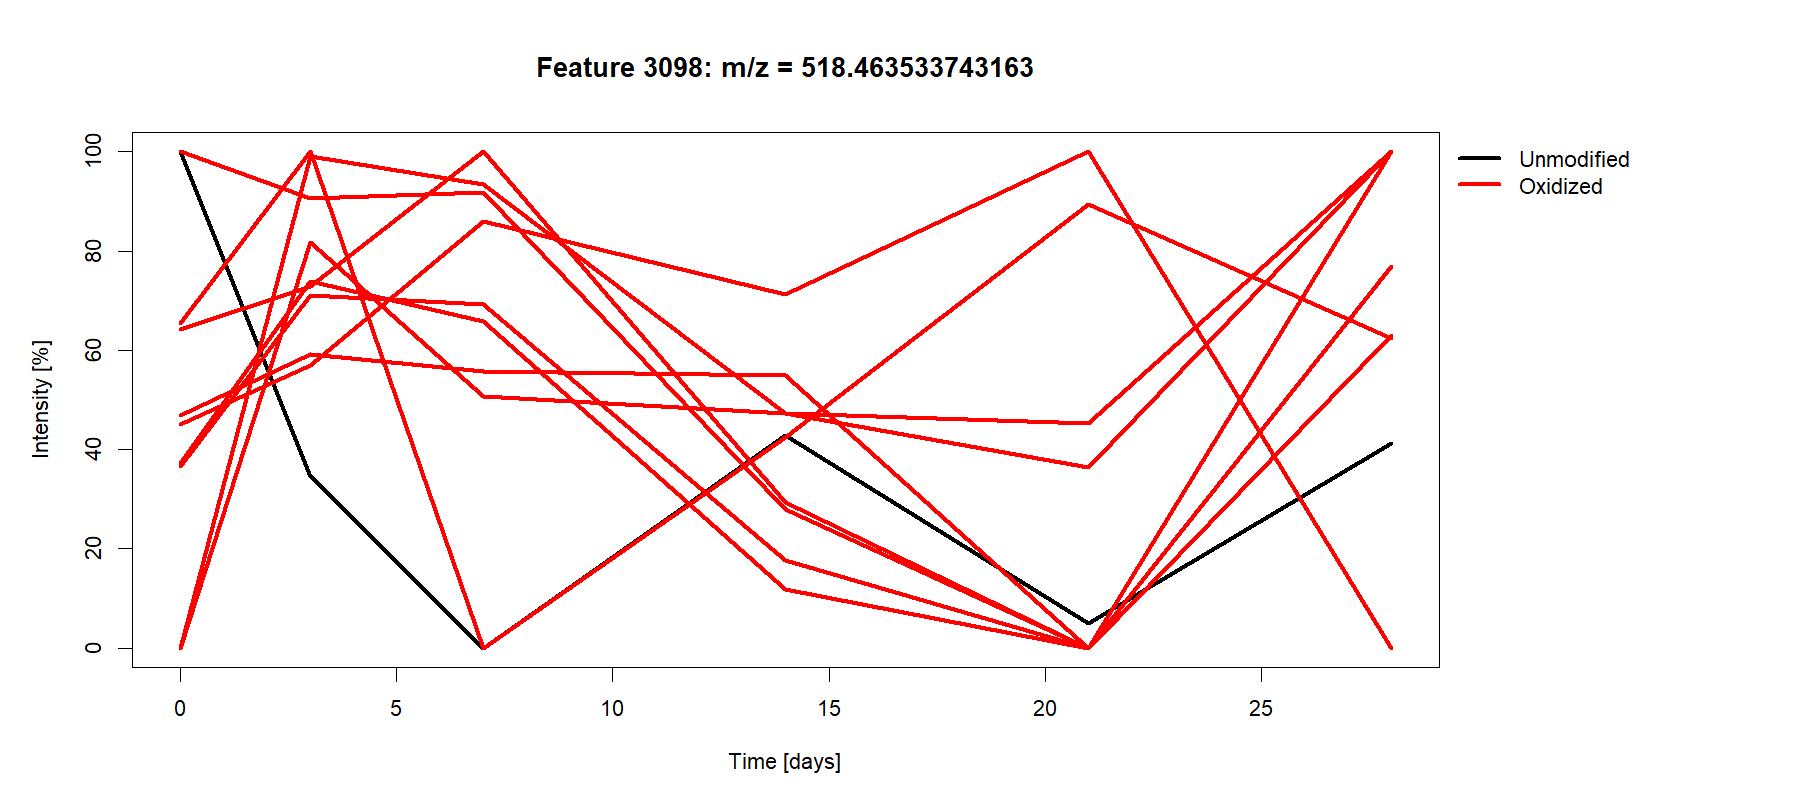 Feature 3098: m/z = 518.463533743163
Intensity [%]
100
80
60
40
20
0
0 5 10 15 20 25
Time [days]
Unmodified
Oxidized